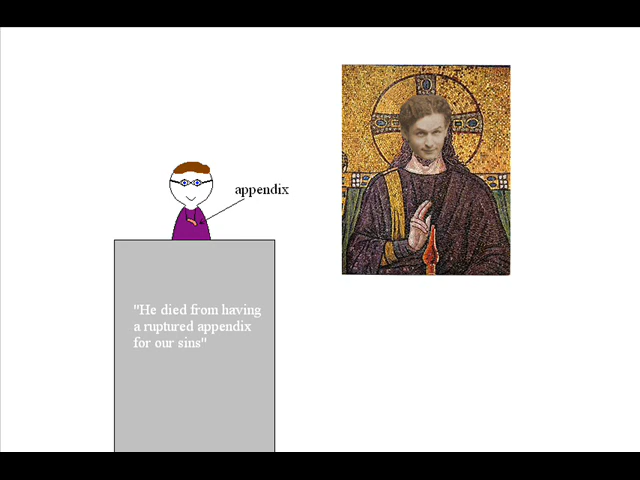 appendix
"He died from having
a ruptured appendix
for our sins"